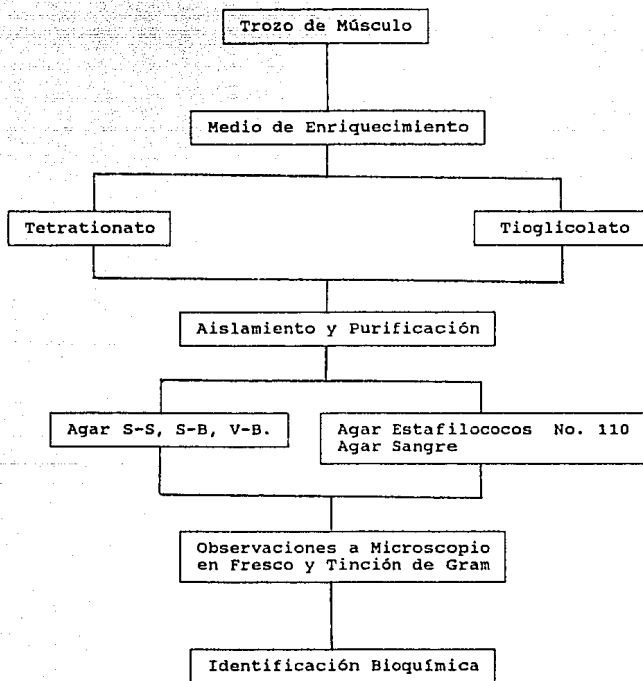 Trozo de Músculo
Medio de Enriquecimiento
Tetrationato
Tioglicolato
Aislamiento y Purificación
Agar S-S, S-B, V-B.
Agar Estafilococos No. 110
Agar Sangre
Observaciones a Microscopio
en Fresco y Tinción de Gram
Identificación Bioquímica